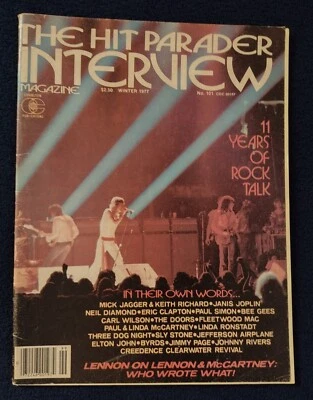 THE HIT PARADER
INTERVIEW
MAGAZINE
$2.50 WINTER 1977
11
YEARS
OF
ROCK
TALK
IN THEIR OWN WORDS...
MICK JAGGER & KEITH RICHARD•JANIS JOPLIN
NEIL DIAMOND•ERIC CLAPTON•PAUL SIMON•BEE GEES
CARL WILSON•THE DOORS•FLEETWOOD MAC
PAUL & LINDA McCARTNEY•LINDA RONSTADT
THREE DOG NIGHT•SLY STONE•JEFFERSON AIRPLANE
ELTON JOHN•BYRDS•JIMMY PAGE•JOHNNY RIVERS
CREEDENCE CLEARWATER REVIVAL
LENNON ON LENNON & McCARTNEY:
WHO WROTE WHAT!